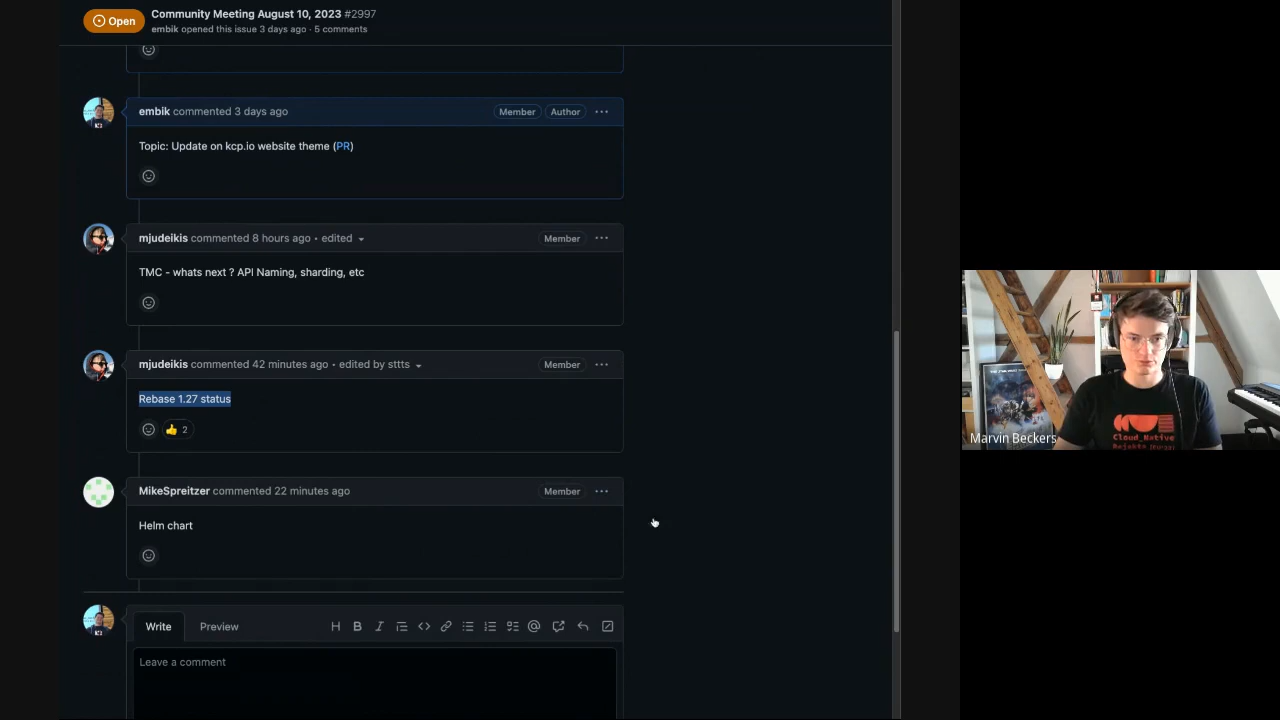 Open
Community Meeting August 10, 2023 #2997
embik opened this issue 3 days ago · 5 comments
embik commented 3 days ago
Member
Author
Topic: Update on kcp.io website theme (PR)
mjudeikis commented 8 hours ago • edited
Member
TMC - whats next ? API Naming, sharding, etc
mjudeikis commented 42 minutes ago • edited by sttts
Member
Rebase 1.27 status
2
MikeSpreitzer commented 22 minutes ago
Member
Helm chart
Write
Preview
Leave a comment
Cloud_Native
Rejekts
Marvin Beckers